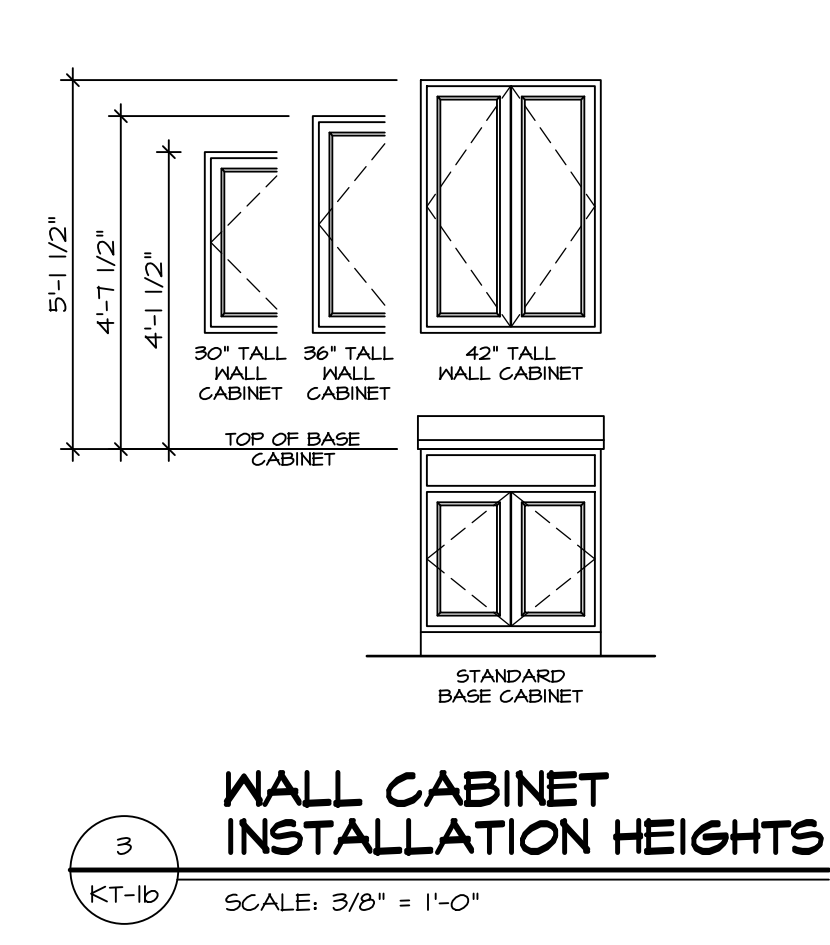 5'-1 1/2"
4'-7 1/2"
4'-1 1/2"
30" TALL
WALL
CABINET
36" TALL
WALL
CABINET
42" TALL
WALL CABINET
TOP OF BASE
CABINET
STANDARD
BASE CABINET
WALL CABINET
INSTALLATION HEIGHTS
3
KT-1b
SCALE: 3/8" = 1'-0"